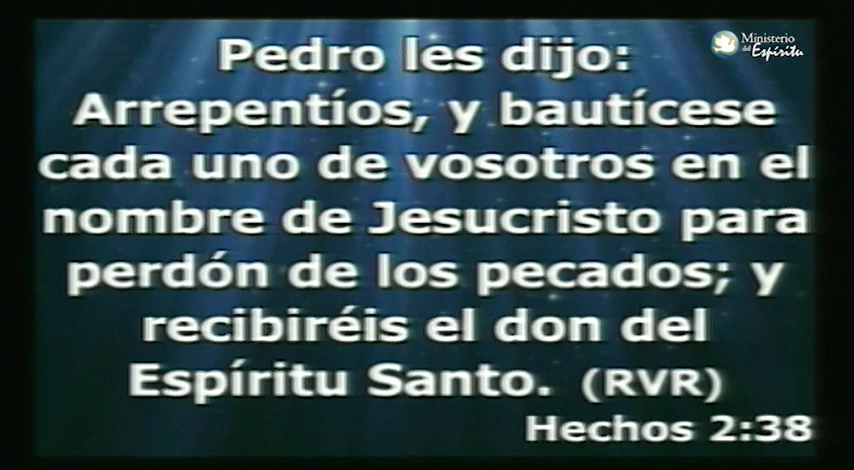 Ministerio
del Espíritu
Pedro les dijo:
Arrepentíos, y bautícese
cada uno de vosotros en el
nombre de Jesucristo para
perdón de los pecados; y
recibiréis el don del
Espíritu Santo. (RVR)
Hechos 2:38